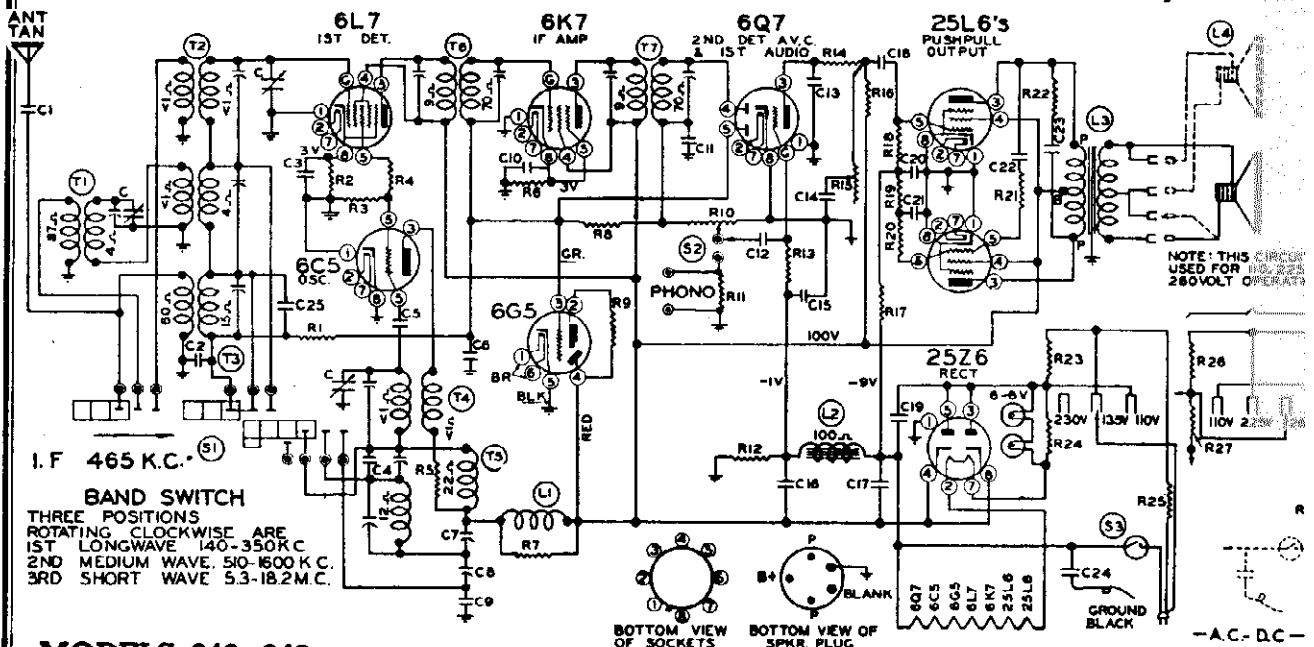 ANT
TAN
C1
T2
6L7
1ST DET.
T6
6K7
IF AMP
T7
6Q7
2ND DET A.V.C.
& 1ST AUDIO
R14
C18
25L6's
PUSHPULL
OUTPUT
L4
C13
R16
R22
C23
L3
T1
C
C3
3V
R2
R4
R3
C10
R6
3V
C11
C14
R15
R18
C20
R19
C21
R20
C22
R21
B
P
P
NOTE: THIS CIRCUIT
USED FOR
260 VOLT
6C5
OSC.
R8
R10
S2
C12
R13
GR.
C25
R1
C5
6G5
R9
PHONO
R11
C15
R17
100V
C2
T3
C6
BR
BLK
RED
-1V
-9V
25Z6
RECT
R23
R26
6-8V
230V
135V
110V
110V
C
T4
C19
L2
100Ω
R12
R24
R27
S1
C4
R5
T5
22Ω
C16
C17
R25
I.F 465 K.C.
BAND SWITCH
THREE POSITIONS
ROTATING CLOCKWISE ARE
1ST LONGWAVE 140-350KC
2ND MEDIUM WAVE. 510-1600 K C.
3RD SHORT WAVE 5.3-18.2 M.C.
12Ω
L1
R7
C7
C8
C9
S3
C24
GROUND
BLACK
6Q7
6C5
6G5
6L7
6K7
25L6
25L6
B+
P
P
BLANK
BOTTOM VIEW
OF SOCKETS
BOTTOM VIEW OF
SPKR. PLUG
-A.C.- D.C-